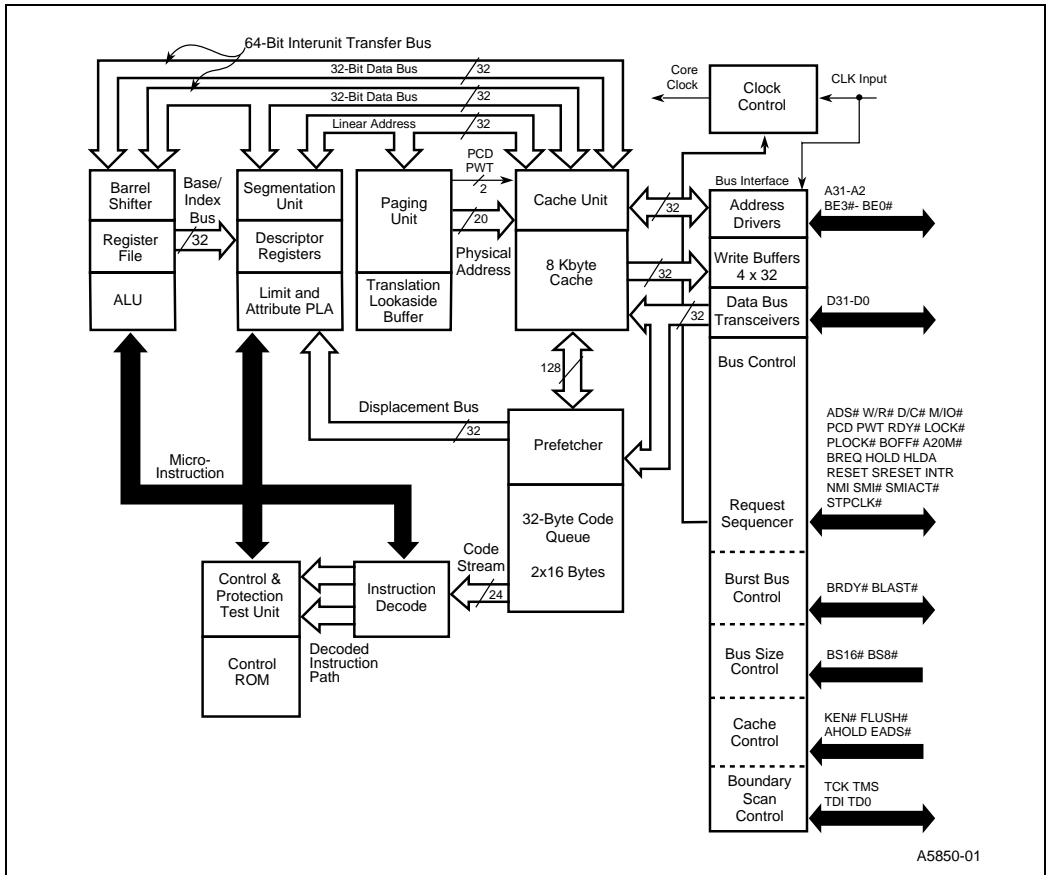 64-Bit Interunit Transfer Bus
32-Bit Data Bus
32
32-Bit Data Bus
32
Linear Address
32
Core
Clock
Clock
Control
CLK Input
Barrel
Shifter
Register
File
ALU
Base/
Index
Bus
32
Segmentation
Unit
Descriptor
Registers
Limit and
Attribute PLA
Paging
Unit
Translation
Lookaside
Buffer
PCD
PWT
2
20
Physical
Address
Cache Unit
8 Kbyte
Cache
32
32
32
128
Bus Interface
Address
Drivers
Write Buffers
4 x 32
Data Bus
Transceivers
Bus Control
Request
Sequencer
Burst Bus
Control
Bus Size
Control
Cache
Control
Boundary
Scan
Control
A31-A2
BE3#- BE0#
D31-D0
ADS# W/R# D/C# M/IO#
PCD PWT RDY# LOCK#
PLOCK# BOFF# A20M#
BREQ HOLD HLDA
RESET SRESET INTR
NMI SMI# SMIACT#
STPCLK#
BRDY# BLAST#
BS16# BS8#
KEN# FLUSH#
AHOLD EADS#
TCK TMS
TDI TD0
Displacement Bus
32
Prefetcher
32-Byte Code
Queue
2x16 Bytes
Micro-
Instruction
Code
Stream
24
Instruction
Decode
Control &
Protection
Test Unit
Control
ROM
Decoded
Instruction
Path
A5850-01